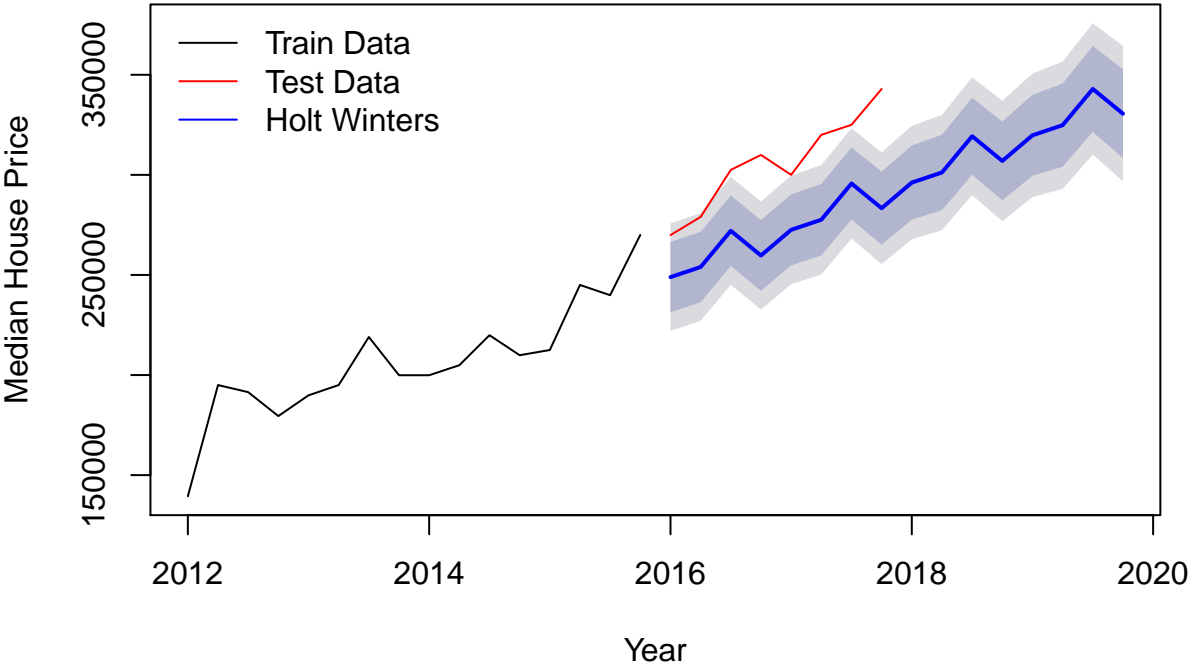 Train Data
Test Data
Holt Winters
Median House Price
350000
250000
150000
2012 2014 2016 2018 2020
Year